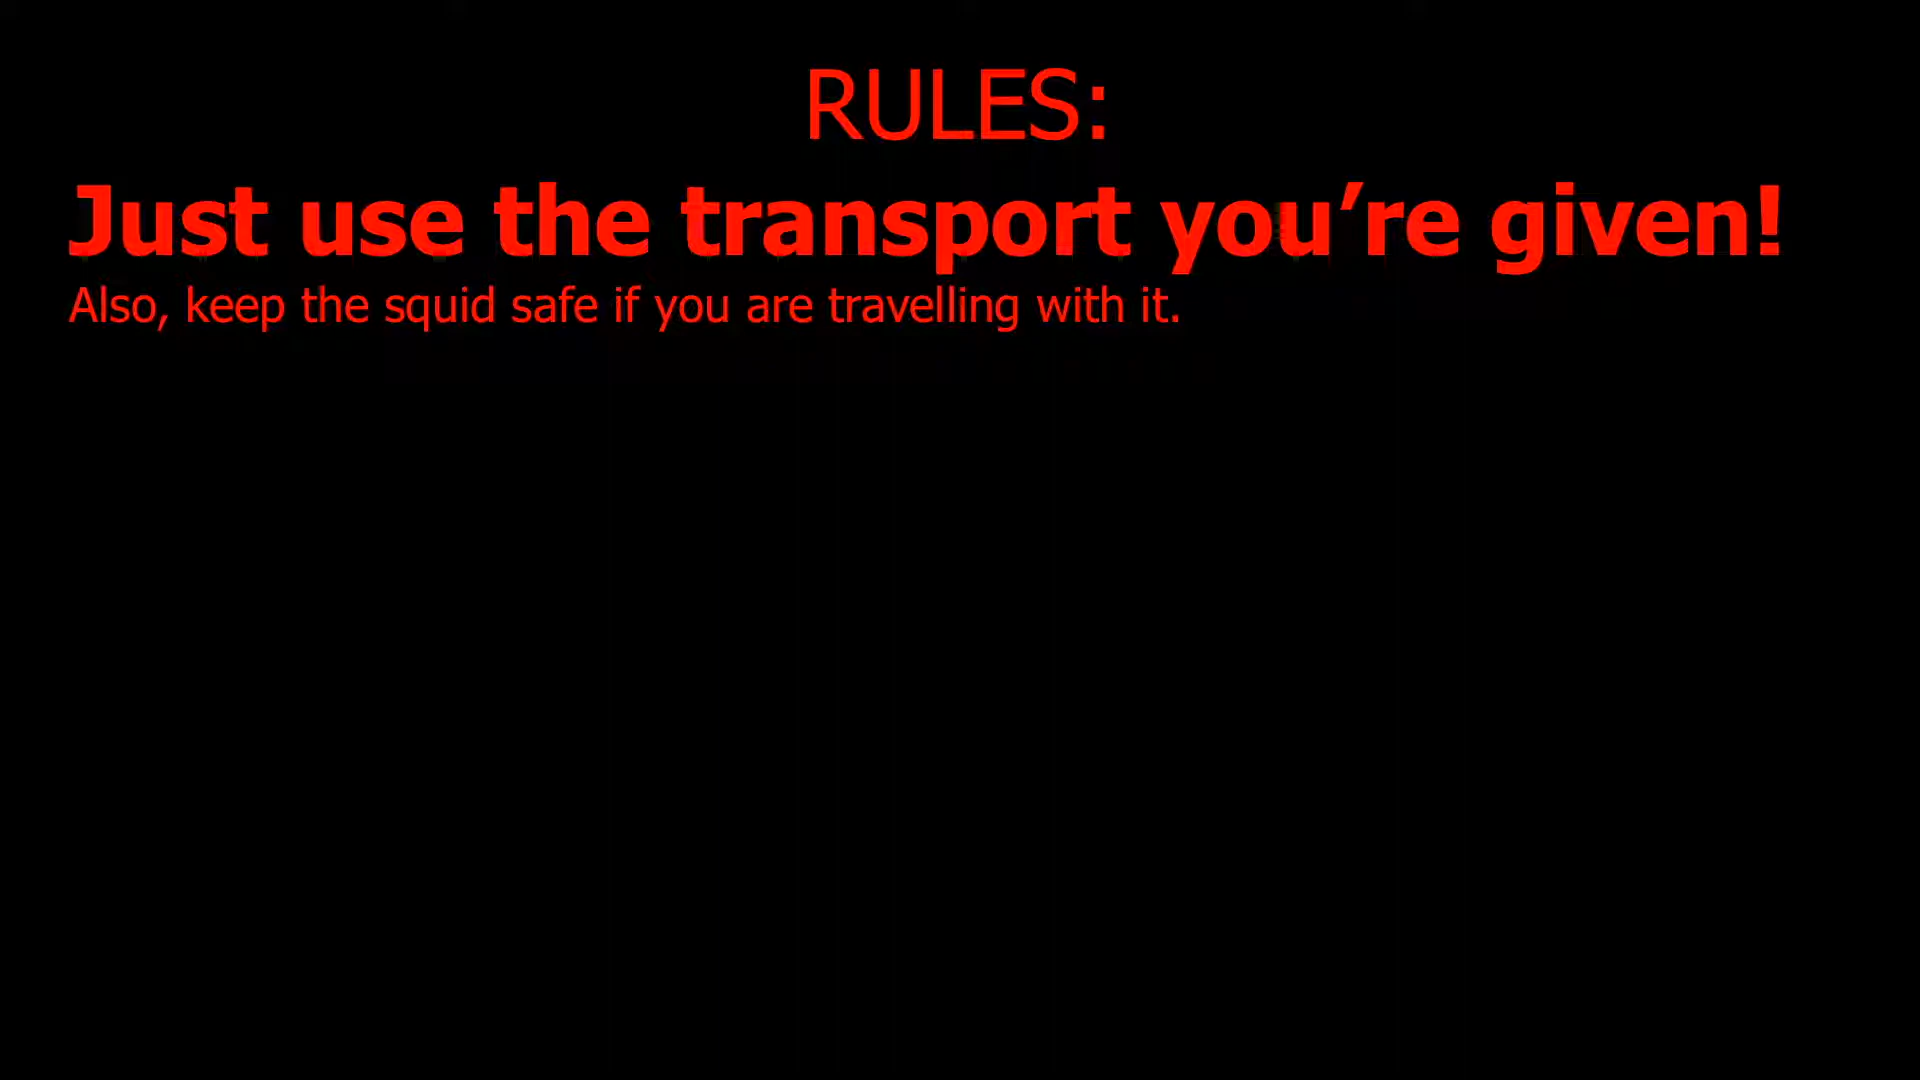 RULES:
Just use the transport you’re given!
Also, keep the squid safe if you are travelling with it.